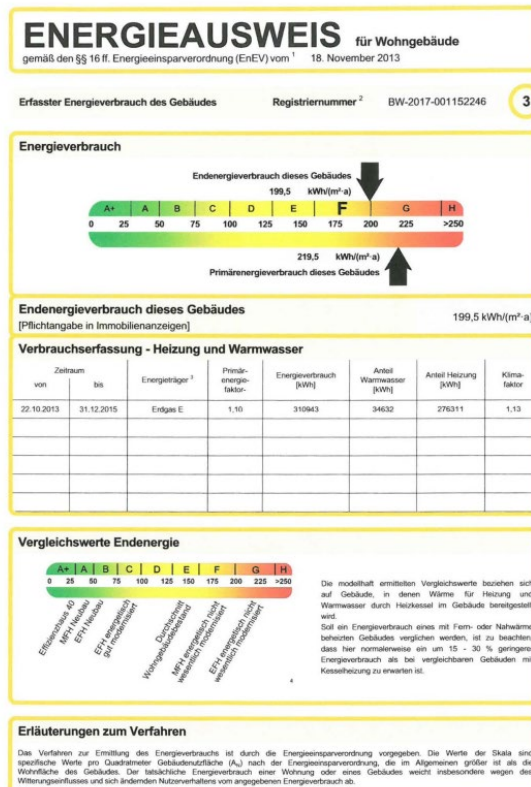 ENERGIEAUSWEIS für Wohngebäude
gemäß den §§ 16 ff. Energieeinsparverordnung (EnEV) vom ¹ 18. November 2013
Erfasster Energieverbrauch des Gebäudes Registriernummer ² BW-2017-001152246 3
Energieverbrauch
Endenergieverbrauch dieses Gebäudes
199,5 kWh/(m²·a)
A+ A B C D E F G H
0 25 50 75 100 125 150 175 200 225 >250
219,5 kWh/(m²·a)
Primärenergieverbrauch dieses Gebäudes
Endenergieverbrauch dieses Gebäudes
[Pflichtangabe in Immobilienanzeigen]
199,5 kWh/(m²·a)
Verbrauchserfassung - Heizung und Warmwasser
Zeitraum
von bis
Energieträger ³
Primär-
energie-
faktor-
Energieverbrauch
[kWh]
Anteil
Warmwasser
[kWh]
Anteil Heizung
[kWh]
Klima-
faktor
22.10.2013 31.12.2015 Erdgas E 1,10 310943 34632 276311 1,13
Vergleichswerte Endenergie
A+ A B C D E F G H
0 25 50 75 100 125 150 175 200 225 >250
Effizienzhaus 40
MFH Neubau
EFH Neubau
EFH energetisch
gut modernisiert
Durchschnitt
Wohngebäudebestand
MFH energetisch nicht
wesentlich modernisiert
EFH energetisch nicht
wesentlich modernisiert
4
Die modellhaft ermittelten Vergleichswerte beziehen sich
auf Gebäude, in denen Wärme für Heizung und
Warmwasser durch Heizkessel im Gebäude bereitgestell
wird.
Soll ein Energieverbrauch eines mit Fern- oder Nahwärme
beheizten Gebäudes verglichen werden, ist zu beachten,
dass hier normalerweise ein um 15 - 30 % geringere
Energieverbrauch als bei vergleichbaren Gebäuden mi
Kesselheizung zu erwarten ist.
Erläuterungen zum Verfahren
Das Verfahren zur Ermittlung des Energieverbrauchs ist durch die Energieeinsparverordnung vorgegeben. Die Werte der Skala sind
spezifische Werte pro Quadratmeter Gebäudenutzfläche (A_N) nach der Energieeinsparverordnung, die im Allgemeinen größer ist als die
Wohnfläche des Gebäudes. Der tatsächliche Energieverbrauch einer Wohnung oder eines Gebäudes weicht insbesondere wegen des
Witterungseinflusses und sich ändernden Nutzerverhaltens vom angegebenen Energieverbrauch ab.